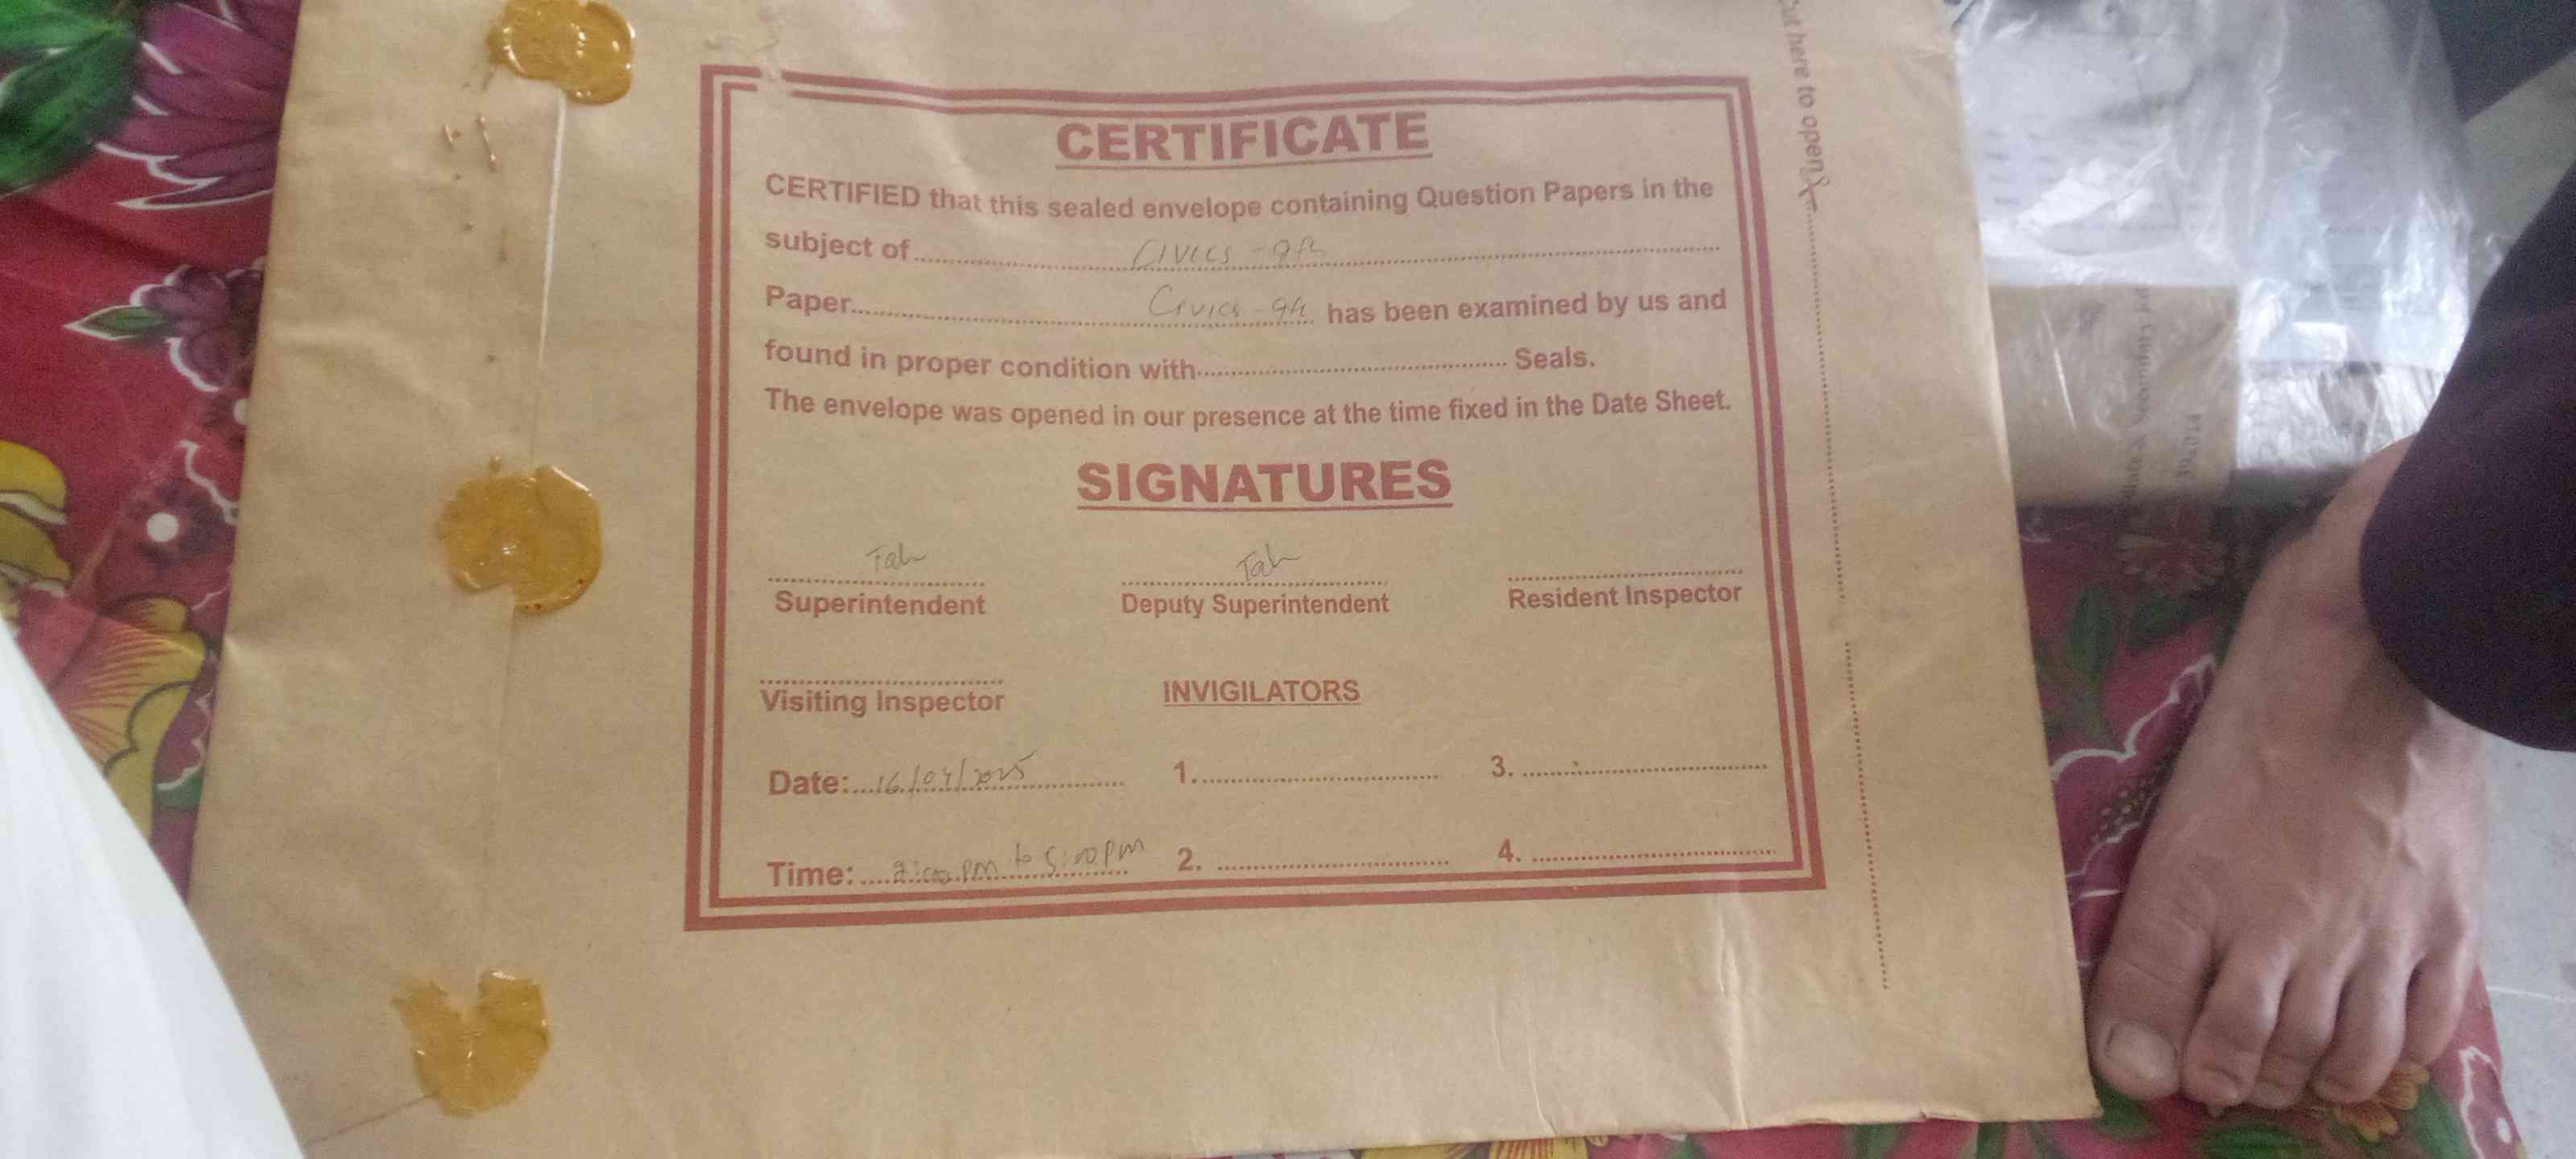 Cut here to open
CERTIFICATE
CERTIFIED that this sealed envelope containing Question Papers in the
subject of Civics - 9th
Paper Civics - 9th has been examined by us and
found in proper condition with Seals.
The envelope was opened in our presence at the time fixed in the Date Sheet.
SIGNATURES
Superintendent Deputy Superintendent Resident Inspector
Visiting Inspector INVIGILATORS
Date: 16/04/2025 1. 3.
Time: 2:00 PM to 5:00 PM 2. 4.